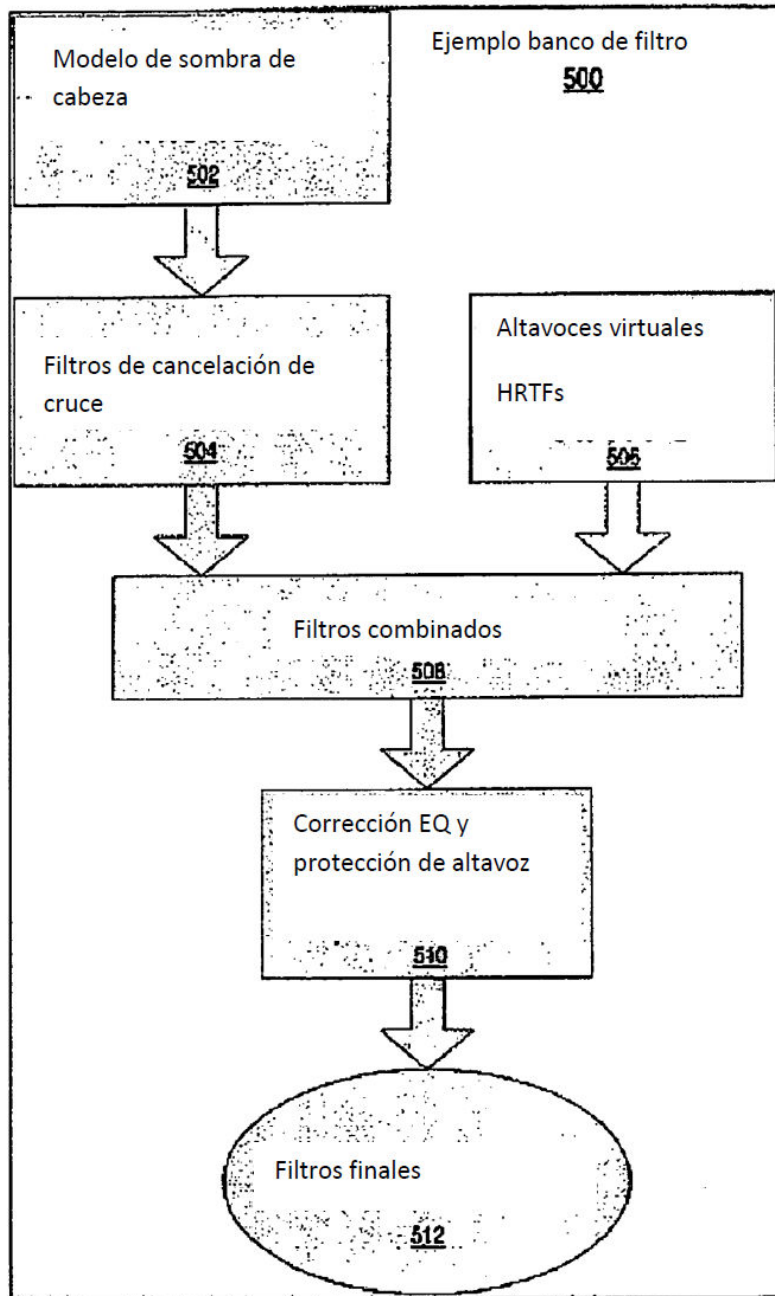 Modelo de sombra de
cabeza
502
Ejemplo banco de filtro
500
Filtros de cancelación de
cruce
504
Altavoces virtuales
HRTFs
505
Filtros combinados
508
Corrección EQ y
protección de altavoz
510
Filtros finales
512